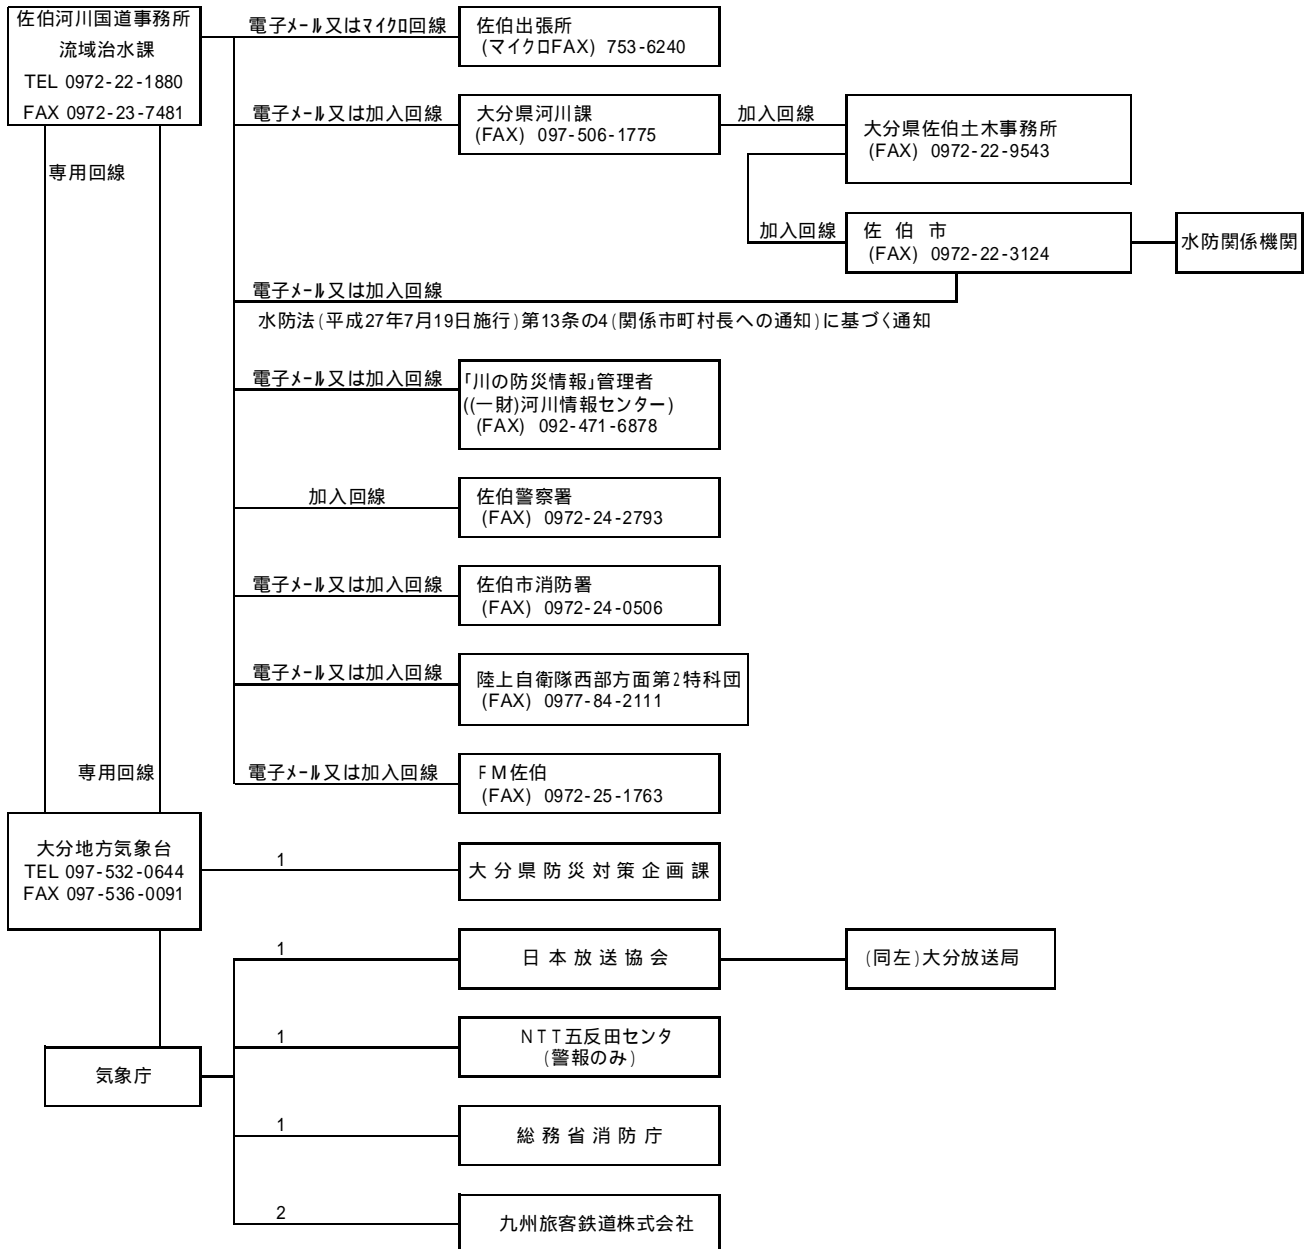 佐伯河川国道事務所
流域治水課
TEL 0972-22-1880
FAX 0972-23-7481
電子メール又はマイクロ回線
佐伯出張所
(マイクロFAX) 753-6240
電子メール又は加入回線
大分県河川課
(FAX) 097-506-1775
加入回線
大分県佐伯土木事務所
(FAX) 0972-22-9543
専用回線
加入回線
佐 伯 市
(FAX) 0972-22-3124
水防関係機関
電子メール又は加入回線
水防法(平成27年7月19日施行)第13条の4(関係市町村長への通知)に基づく通知
電子メール又は加入回線
「川の防災情報」管理者
((一財)河川情報センター)
(FAX) 092-471-6878
加入回線
佐伯警察署
(FAX) 0972-24-2793
電子メール又は加入回線
佐伯市消防署
(FAX) 0972-24-0506
電子メール又は加入回線
陸上自衛隊西部方面第2特科団
(FAX) 0977-84-2111
専用回線
電子メール又は加入回線
FM佐伯
(FAX) 0972-25-1763
大分地方気象台
TEL 097-532-0644
FAX 097-536-0091
1
大分県防災対策企画課
1
日本放送協会
(同左)大分放送局
1
NTT五反田センタ
(警報のみ)
気象庁
1
総務省消防庁
2
九州旅客鉄道株式会社